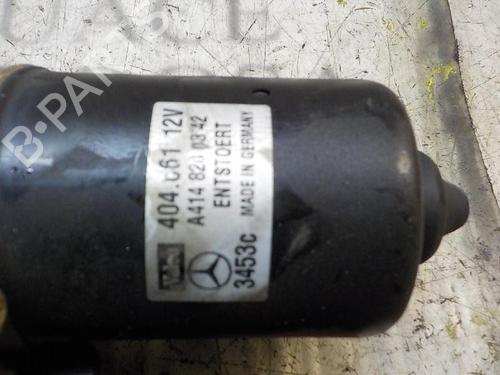 404.061 12V
A414 820 03 42
ENTSTOERT
MADE IN GERMANY
3453c
B-PARTS